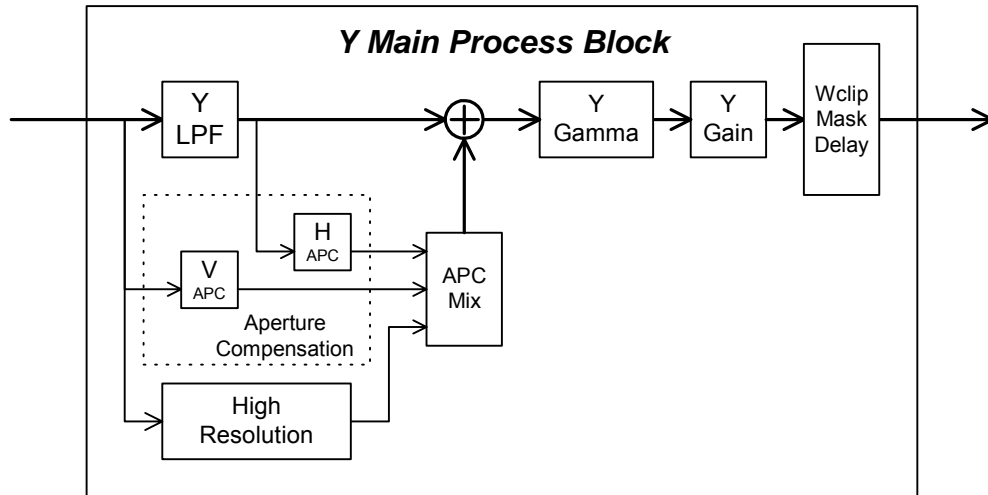 Y Main Process Block
Y
LPF
Y
Gamma
Y
Gain
Wclip
Mask
Delay
H
APC
V
APC
APC
Mix
Aperture
Compensation
High
Resolution